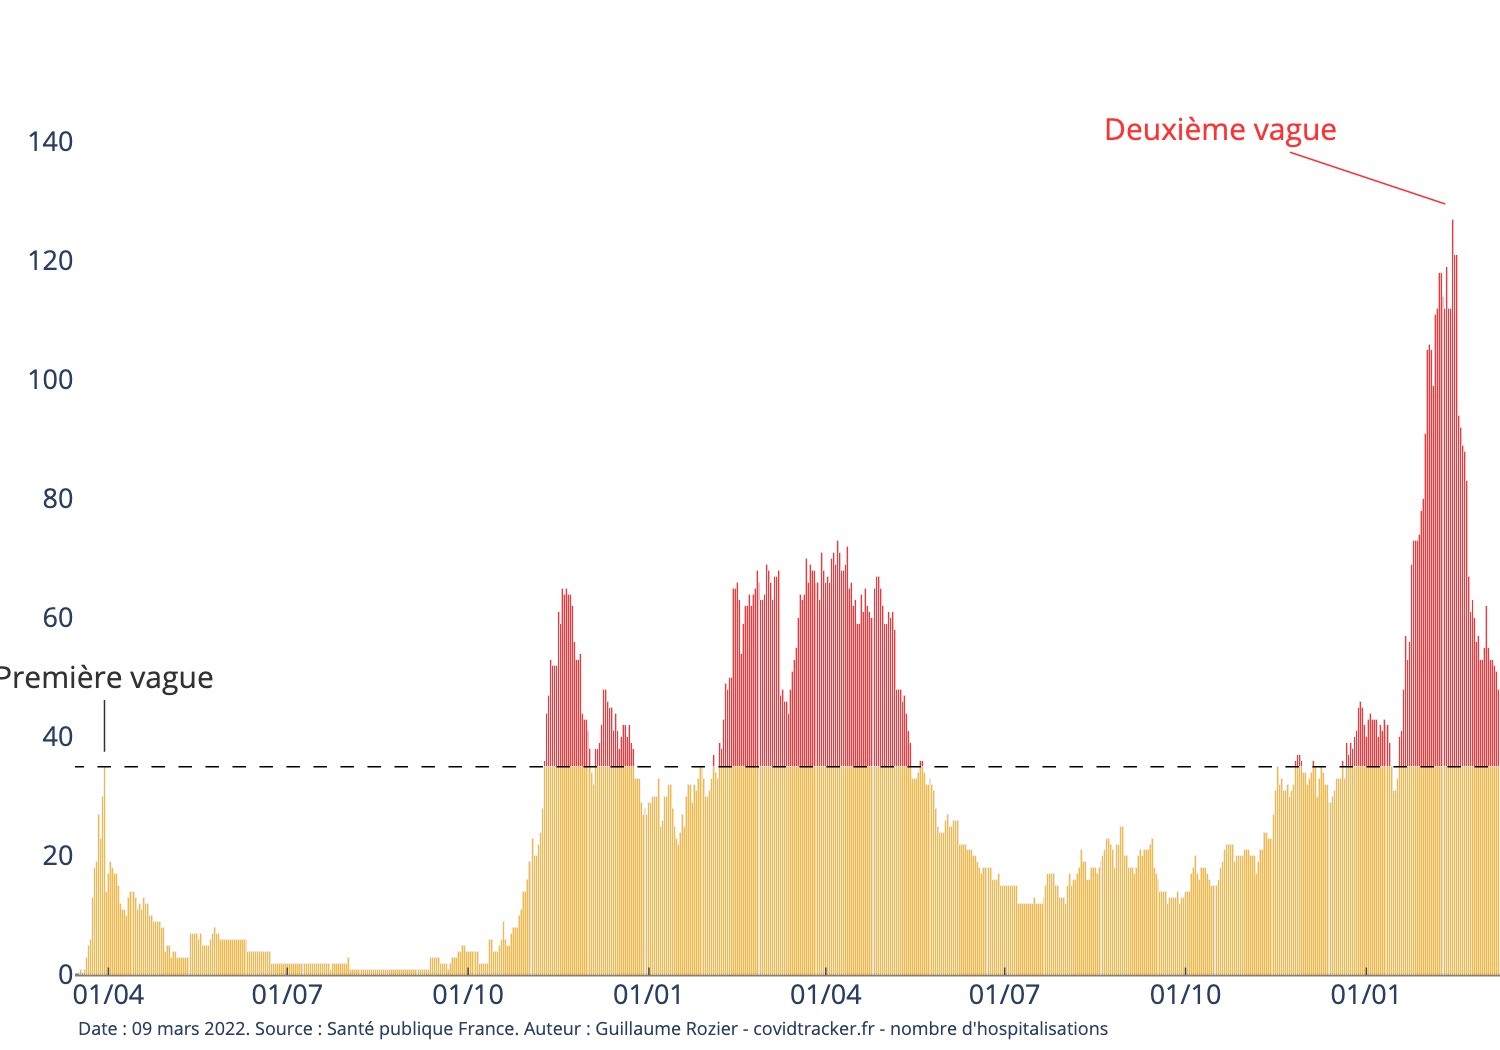 140
Deuxième vague
120
100
80
60
Première vague
40
20
0
01/04 01/07 01/10 01/01 01/04 01/07 01/10 01/01
Date : 09 mars 2022. Source : Santé publique France. Auteur : Guillaume Rozier - covidtracker.fr - nombre d'hospitalisations